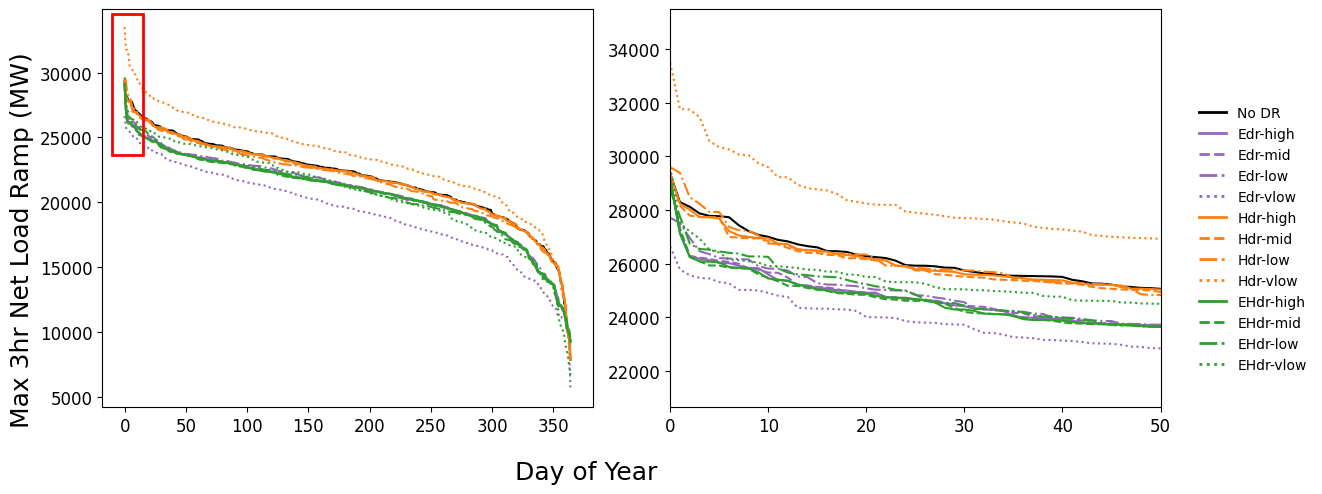 Max 3hr Net Load Ramp (MW)
30000
25000
20000
15000
10000
5000
0 50 100 150 200 250 300 350
34000
32000
30000
28000
26000
24000
22000
0 10 20 30 40 50
Day of Year
No DR
Edr-high
Edr-mid
Edr-low
Edr-vlow
Hdr-high
Hdr-mid
Hdr-low
Hdr-vlow
EHdr-high
EHdr-mid
EHdr-low
EHdr-vlow